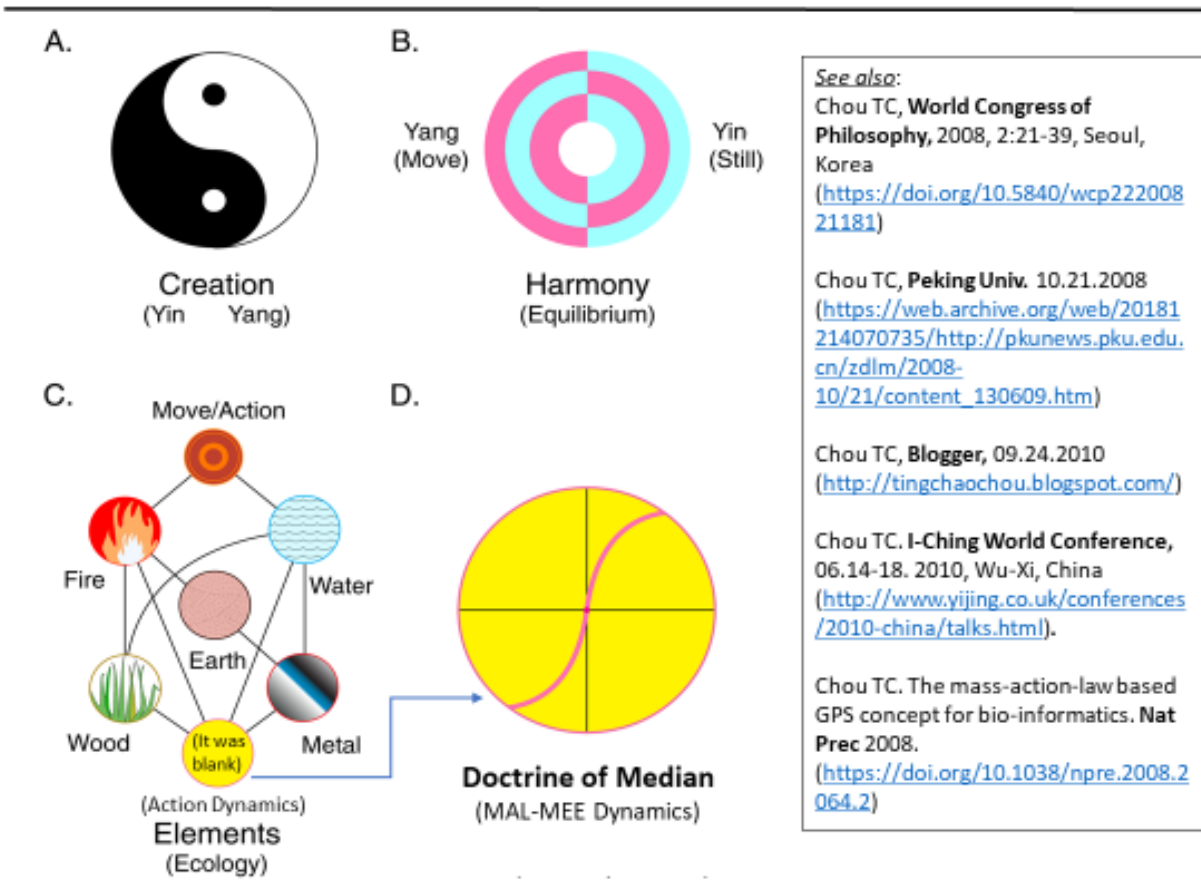 A.
B.
Yang
(Move)
Yin
(Still)
Creation
(Yin Yang)
Harmony
(Equilibrium)
C.
Move/Action
Fire
Water
Earth
Wood
(It was
blank)
Metal
(Action Dynamics)
Elements
(Ecology)
D.
Doctrine of Median
(MAL-MEE Dynamics)
See also:
Chou TC, World Congress of
Philosophy, 2008, 2:21-39, Seoul,
Korea
(https://doi.org/10.5840/wcp222008
21181)
Chou TC, Peking Univ. 10.21.2008
(https://web.archive.org/web/20181
214070735/http://pkunews.pku.edu.
cn/zdlm/2008-
10/21/content_130609.htm)
Chou TC, Blogger, 09.24.2010
(http://tingchaochou.blogspot.com/)
Chou TC. I-Ching World Conference,
06.14-18. 2010, Wu-Xi, China
(http://www.yijing.co.uk/conferences
/2010-china/talks.html).
Chou TC. The mass-action-law based
GPS concept for bio-informatics. Nat
Prec 2008.
(https://doi.org/10.1038/npre.2008.2
064.2)